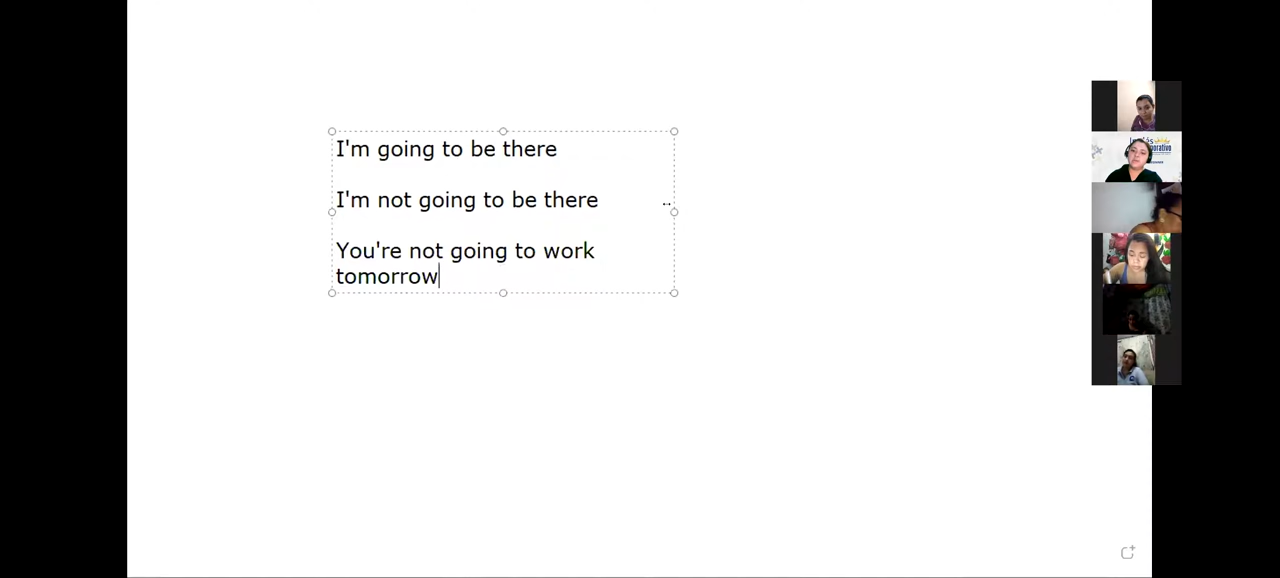 I'm going to be there
I'm not going to be there
You're not going to work
tomorrow